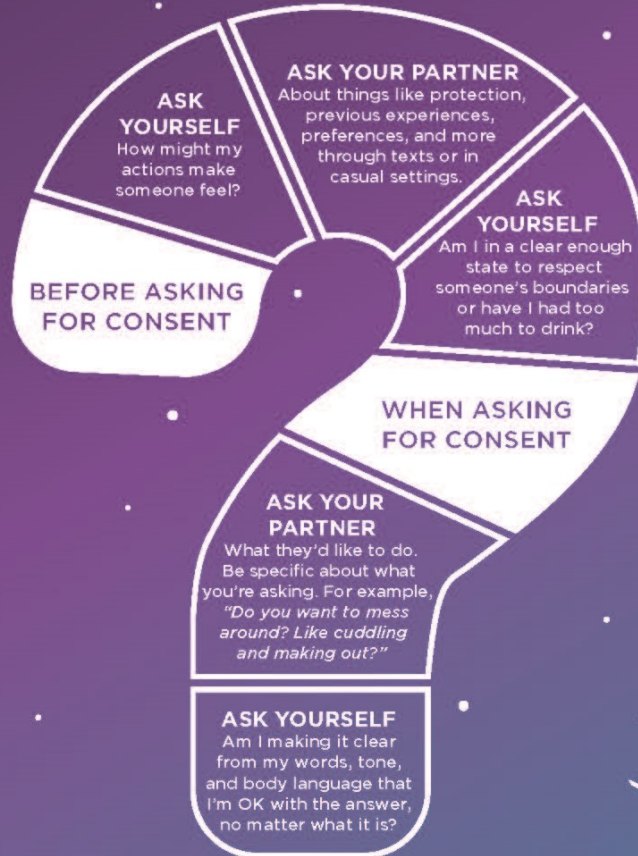 BEFORE ASKING
FOR CONSENT
ASK
YOURSELF
How might my
actions make
someone feel?
ASK YOUR PARTNER
About things like protection,
previous experiences,
preferences, and more
through texts or in
casual settings.
ASK
YOURSELF
Am I in a clear enough
state to respect
someone's boundaries
or have I had too
much to drink?
WHEN ASKING
FOR CONSENT
ASK YOUR
PARTNER
What they'd like to do.
Be specific about what
you're asking. For example,
"Do you want to mess
around? Like cuddling
and making out?"
ASK YOURSELF
Am I making it clear
from my words, tone,
and body language that
I'm OK with the answer,
no matter what it is?